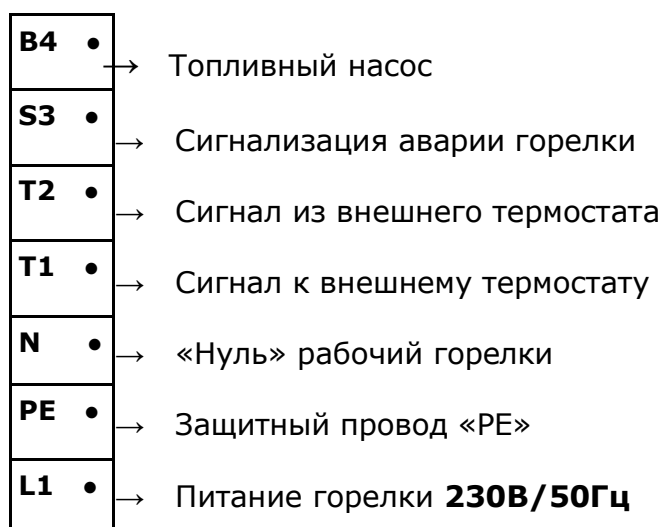 B4 ● → Топливный насос
S3 ● → Сигнализация аварии горелки
T2 ● → Сигнал из внешнего термостата
T1 ● → Сигнал к внешнему термостату
N ● → «Нуль» рабочий горелки
PE ● → Защитный провод «PE»
L1 ● → Питание горелки 230В/50Гц